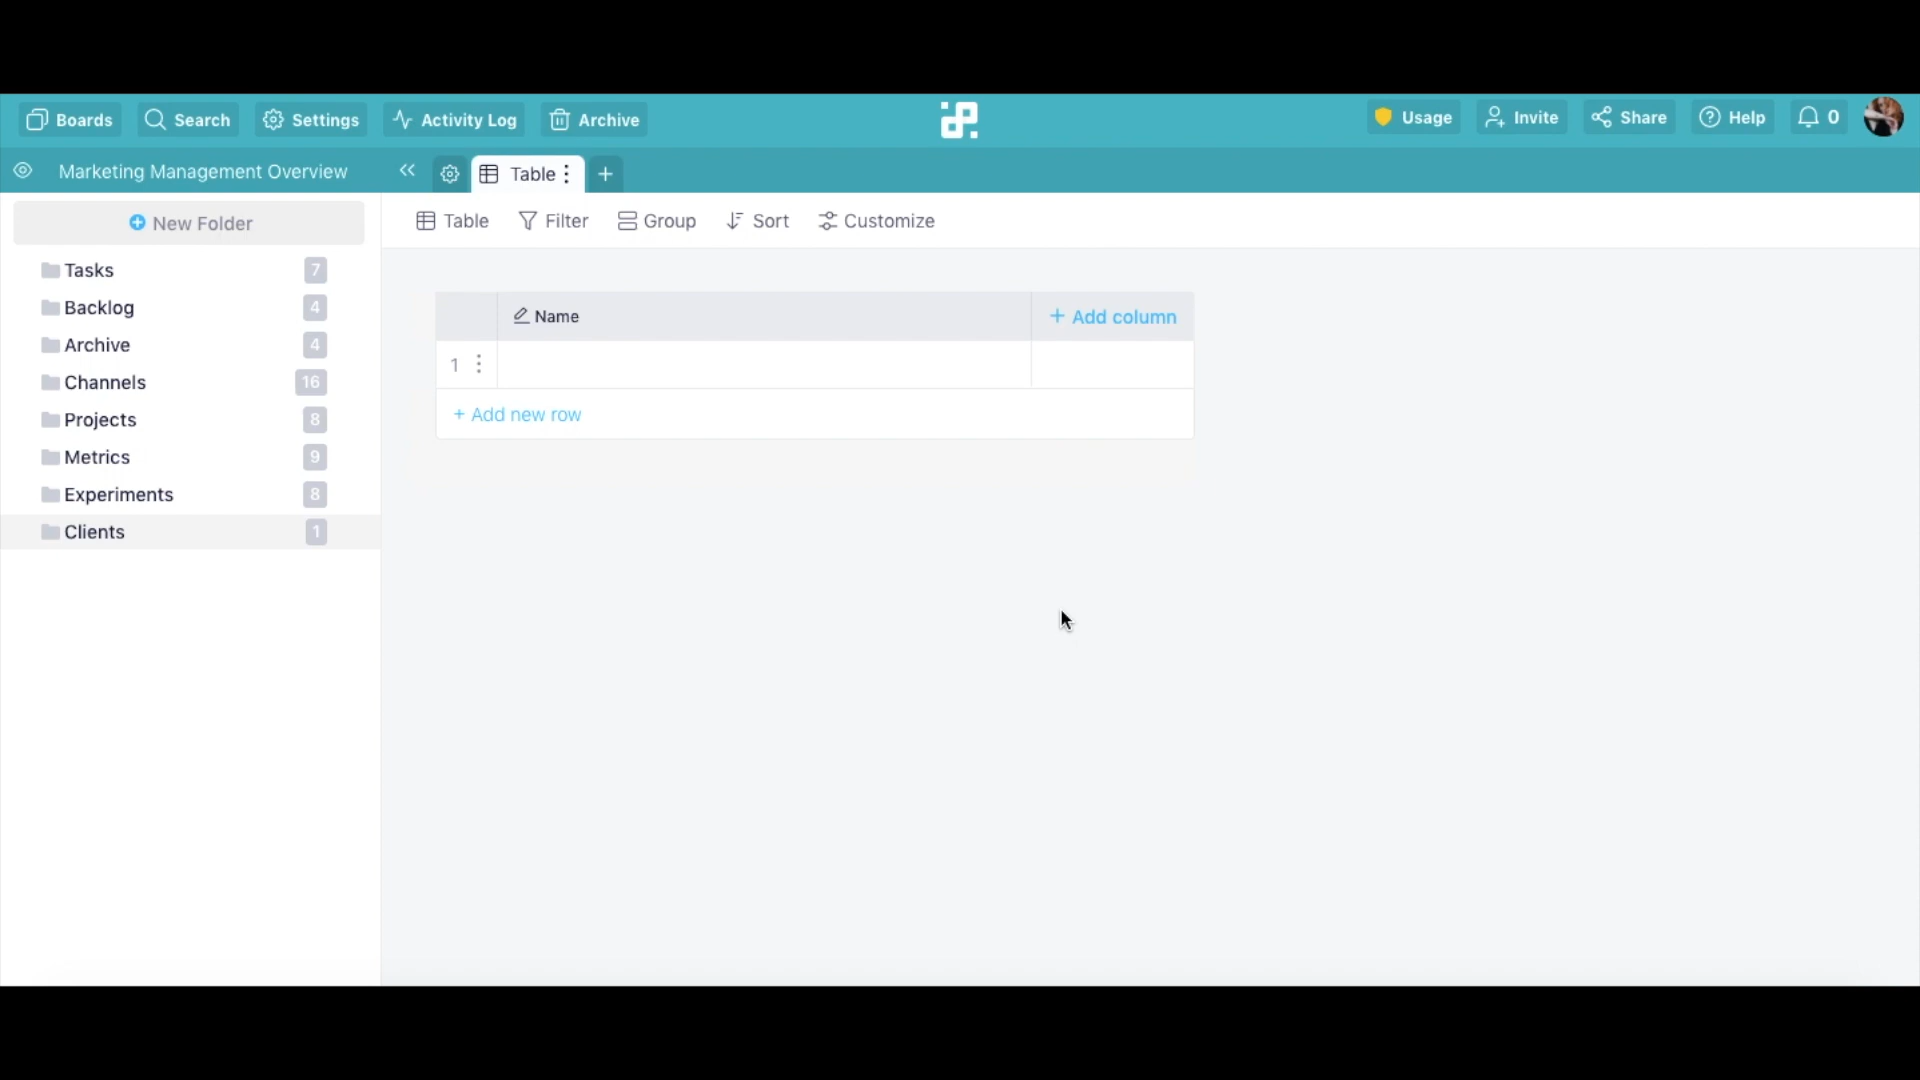 Boards Search Settings Activity Log Archive Usage Invite Share Help 0
Marketing Management Overview Table
New Folder
Table Filter Group Sort Customize
Tasks 7
Backlog 4
Archive 4
Channels 16
Projects 8
Metrics 9
Experiments 8
Clients 1
Name + Add column
1
+ Add new row